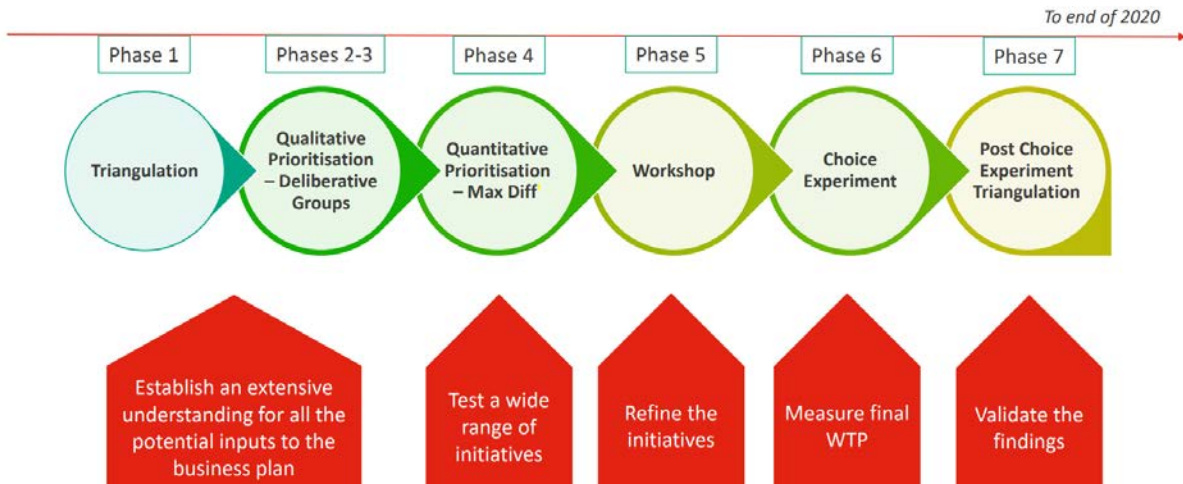 To end of 2020
Phase 1
Phases 2-3
Phase 4
Phase 5
Phase 6
Phase 7
Triangulation
Qualitative
Prioritisation
– Deliberative
Groups
Quantitative
Prioritisation
– Max Diff
Workshop
Choice
Experiment
Post Choice
Experiment
Triangulation
Establish an extensive
understanding for all the
potential inputs to the
business plan
Test a wide
range of
initiatives
Refine the
initiatives
Measure final
WTP
Validate the
findings